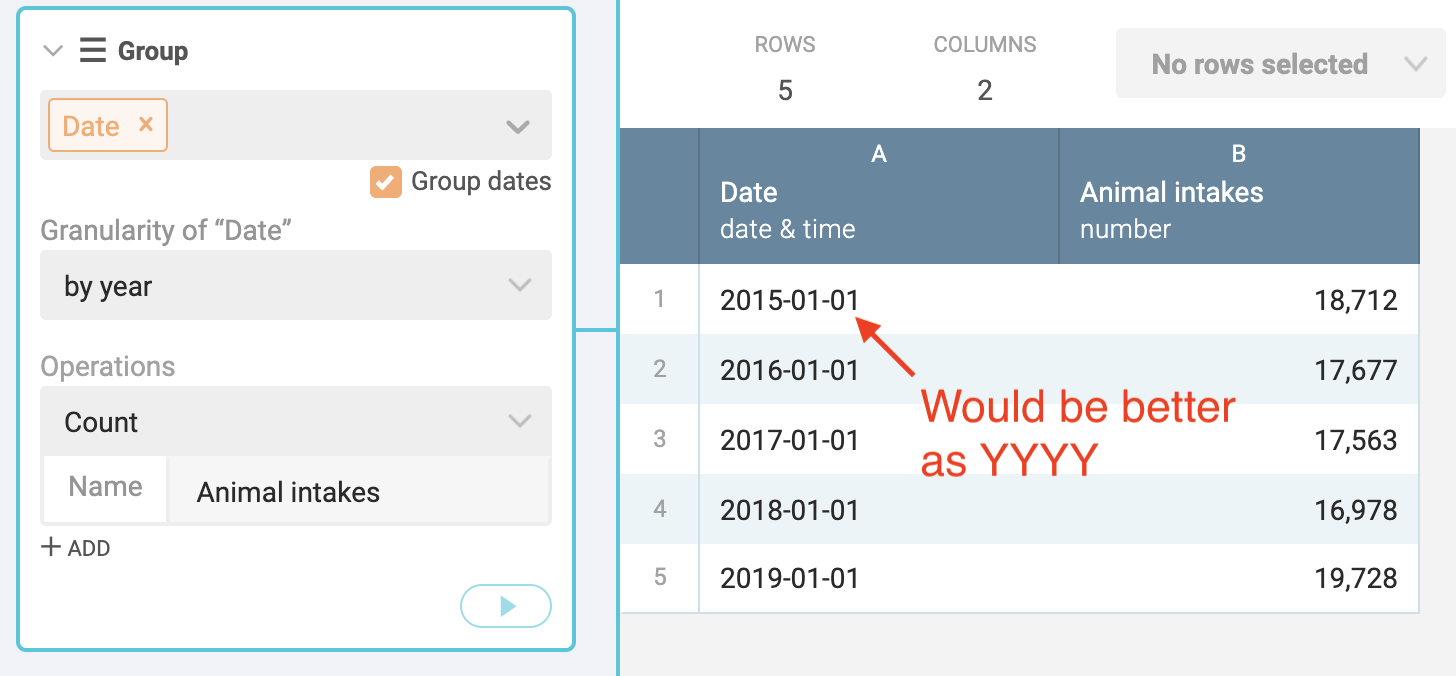 Group
Date ×
Group dates
Granularity of “Date”
by year
Operations
Count
Name Animal intakes
+ ADD
ROWS COLUMNS
5 2
No rows selected
A B
Date Animal intakes
date & time number
1 2015-01-01 18,712
2 2016-01-01 17,677
3 2017-01-01 17,563
4 2018-01-01 16,978
5 2019-01-01 19,728
Would be better
as YYYY